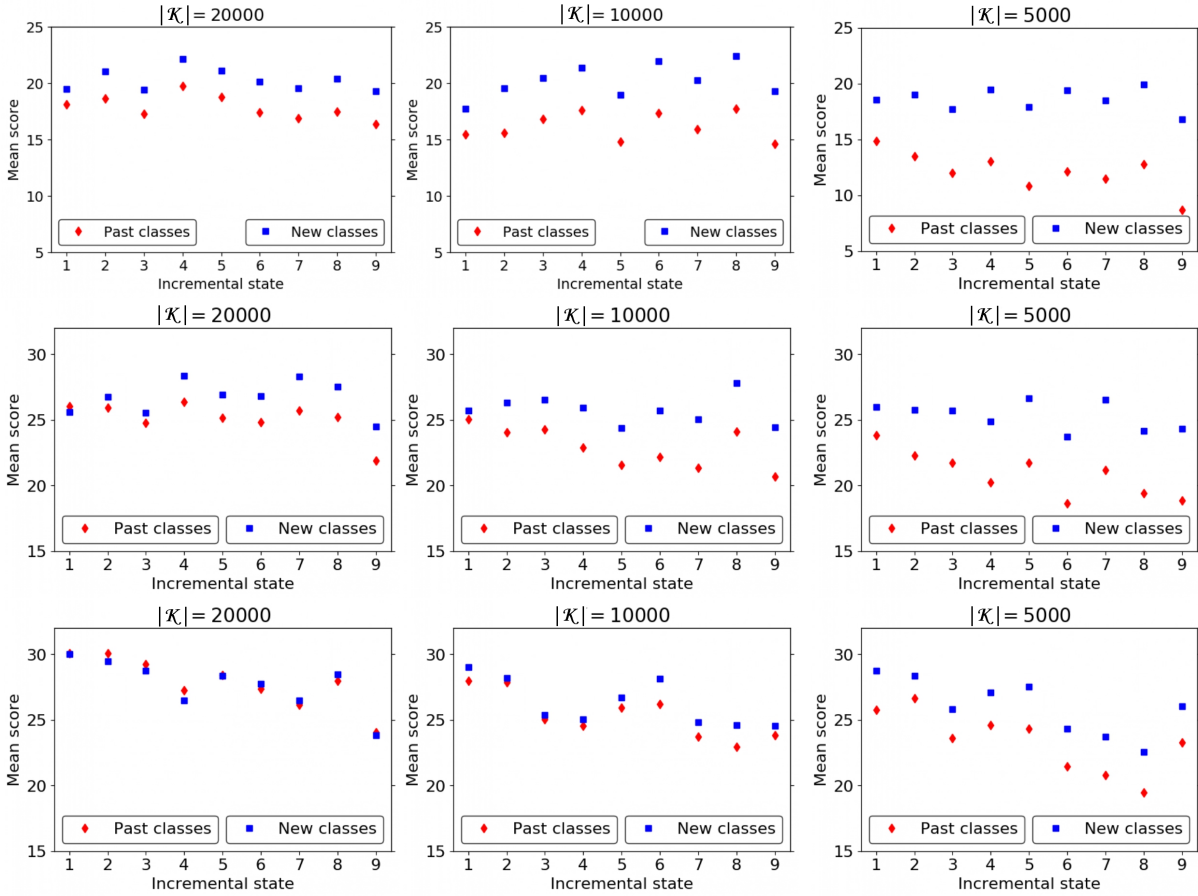 |𝒦| = 20000
25
20
15
10
5
Mean score
Past classes
New classes
1 2 3 4 5 6 7 8 9
Incremental state
|𝒦| = 10000
25
20
15
10
5
Mean score
Past classes
New classes
1 2 3 4 5 6 7 8 9
Incremental state
|𝒦| = 5000
25
20
15
10
5
Mean score
Past classes
New classes
1 2 3 4 5 6 7 8 9
Incremental state
|𝒦| = 20000
30
25
20
15
Mean score
Past classes
New classes
1 2 3 4 5 6 7 8 9
Incremental state
|𝒦| = 10000
30
25
20
15
Mean score
Past classes
New classes
1 2 3 4 5 6 7 8 9
Incremental state
|𝒦| = 5000
30
25
20
15
Mean score
Past classes
New classes
1 2 3 4 5 6 7 8 9
Incremental state
|𝒦| = 20000
30
25
20
15
Mean score
Past classes
New classes
1 2 3 4 5 6 7 8 9
Incremental state
|𝒦| = 10000
30
25
20
15
Mean score
Past classes
New classes
1 2 3 4 5 6 7 8 9
Incremental state
|𝒦| = 5000
30
25
20
15
Mean score
Past classes
New classes
1 2 3 4 5 6 7 8 9
Incremental state